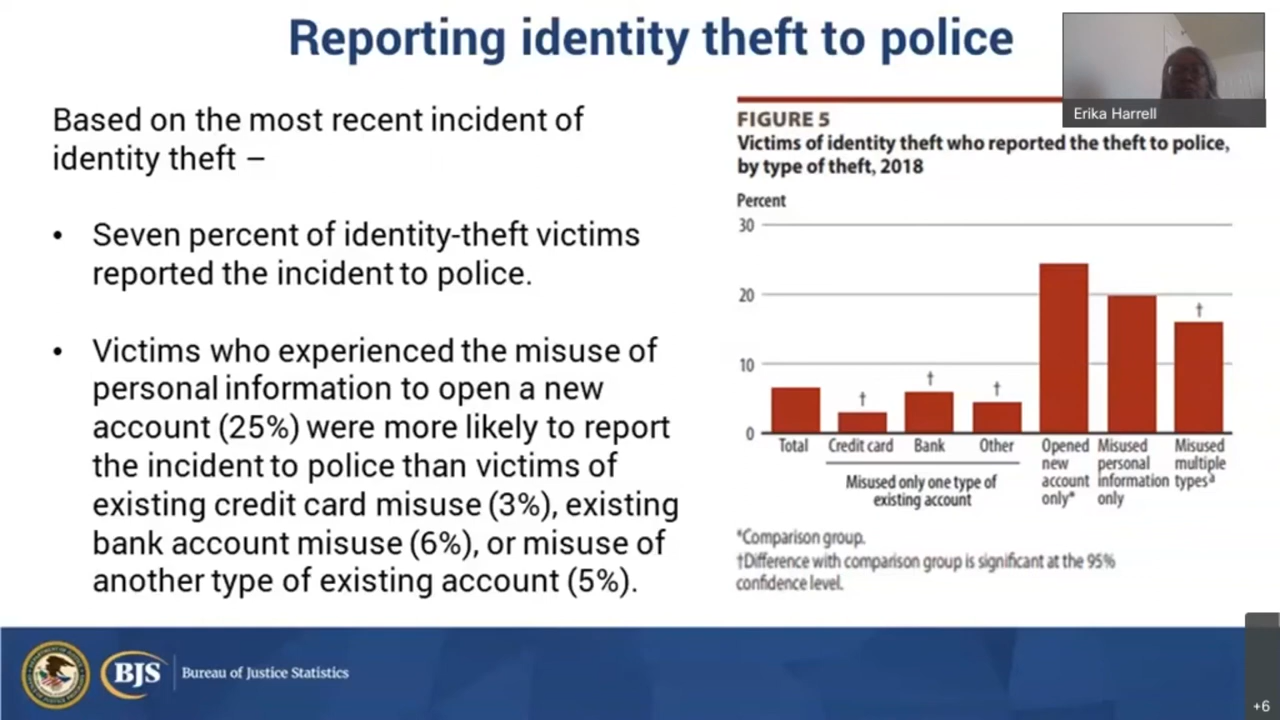 Reporting identity theft to police
Erika Harrell
Based on the most recent incident of
identity theft –
• Seven percent of identity-theft victims
reported the incident to police.
• Victims who experienced the misuse of
personal information to open a new
account (25%) were more likely to report
the incident to police than victims of
existing credit card misuse (3%), existing
bank account misuse (6%), or misuse of
another type of existing account (5%).
FIGURE 5
Victims of identity theft who reported the theft to police,
by type of theft, 2018
Percent
30
20
10
0
†
†
†
†
Total
Credit card
Bank
Other
Misused only one type of
existing account
Opened
new
account
only*
Misused
personal
information
only
Misused
multiple
typesª
*Comparison group.
†Difference with comparison group is significant at the 95%
confidence level.
BJS
Bureau of Justice Statistics
+6